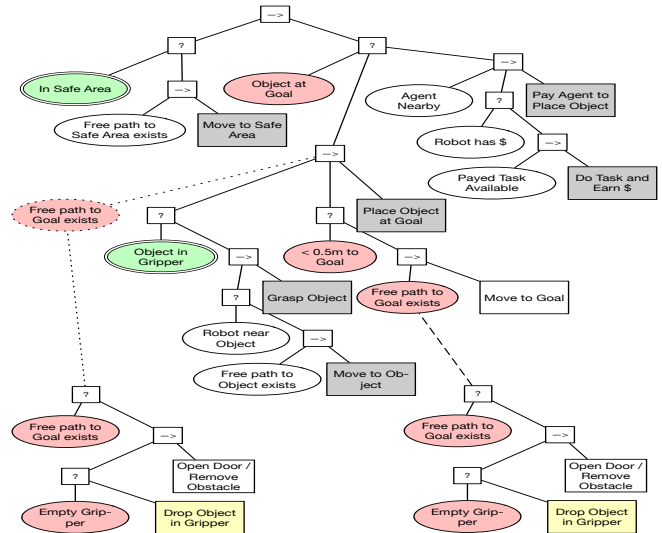 -->
?
?
-->
In Safe Area
-->
Object at
Goal
Agent
Nearby
?
Pay Agent to
Place Object
Free path to
Safe Area exists
Move to Safe
Area
Robot has $
-->
-->
Payed Task
Available
Do Task and
Earn $
Free path to
Goal exists
?
?
Place Object
at Goal
Object in
Gripper
-->
< 0.5m to
Goal
-->
?
Grasp Object
Free path to
Goal exists
Move to Goal
Robot near
Object
-->
Free path to
Object exists
Move to Ob-
ject
?
Free path to
Goal exists
-->
?
Open Door /
Remove
Obstacle
Empty Grip-
per
Drop Object
in Gripper
?
Free path to
Goal exists
-->
?
Open Door /
Remove
Obstacle
Empty Grip-
per
Drop Object
in Gripper